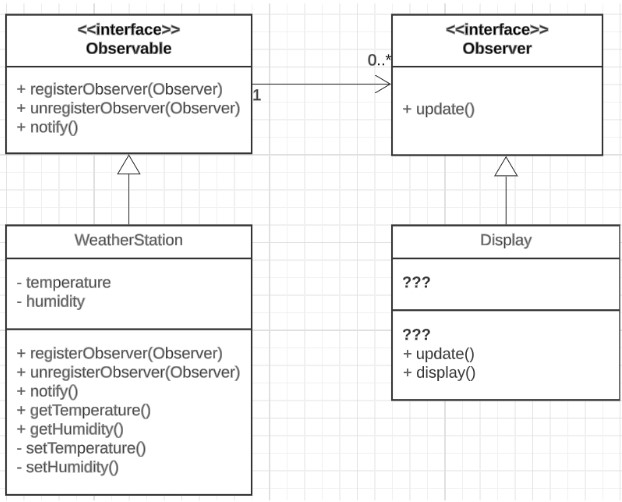 <<interface>>
Observable
+ registerObserver(Observer)
+ unregisterObserver(Observer)
+ notify()
1
0..*
<<interface>>
Observer
+ update()
WeatherStation
- temperature
- humidity
+ registerObserver(Observer)
+ unregisterObserver(Observer)
+ notify()
+ getTemperature()
+ getHumidity()
- setTemperature()
- setHumidity()
Display
???
???
+ update()
+ display()